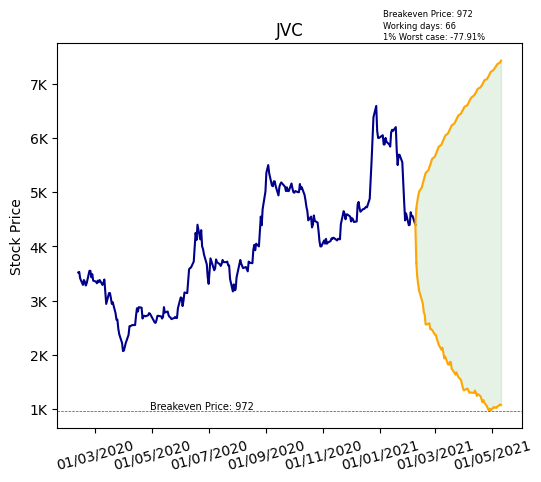 Breakeven Price: 972
Working days: 66
1% Worst case: -77.91%
JVC
Stock Price
7K
6K
5K
4K
3K
2K
1K
Breakeven Price: 972
01/03/2020
01/05/2020
01/07/2020
01/09/2020
01/11/2020
01/01/2021
01/03/2021
01/05/2021